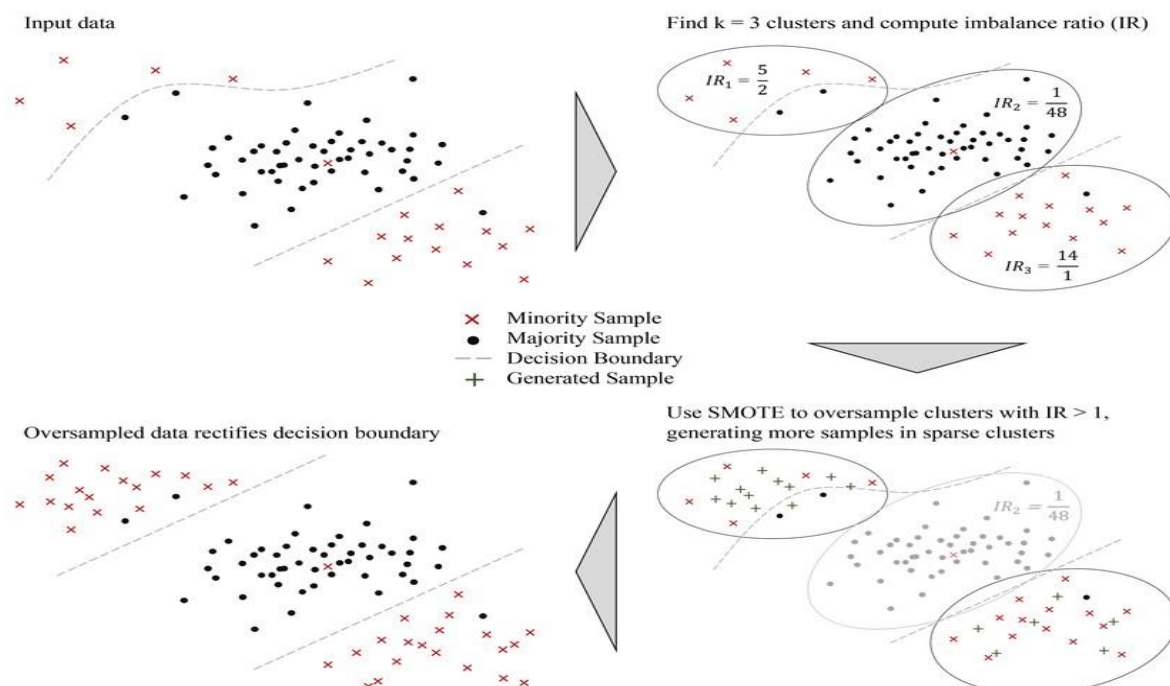 Input data
Find k = 3 clusters and compute imbalance ratio (IR)
IR₁ = 5/2
IR₂ = 1/48
IR₃ = 14/1
Minority Sample
Majority Sample
Decision Boundary
Generated Sample
Oversampled data rectifies decision boundary
Use SMOTE to oversample clusters with IR > 1,
generating more samples in sparse clusters
IR₂ = 1/48